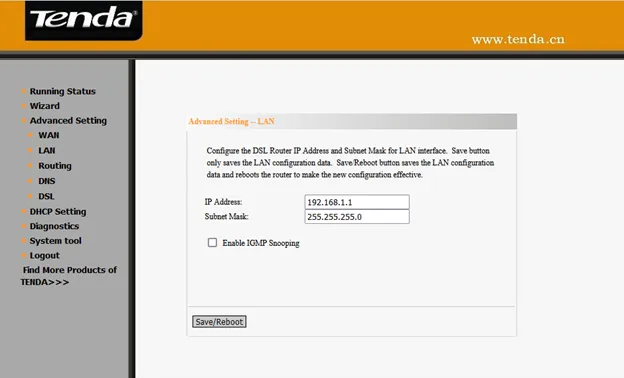 Tenda®
www.tenda.cn
Running Status
Wizard
Advanced Setting
WAN
LAN
Routing
DNS
DSL
DHCP Setting
Diagnostics
System tool
Logout
Find More Products of
TENDA>>>
Advanced Setting -- LAN
Configure the DSL Router IP Address and Subnet Mask for LAN interface. Save button
only saves the LAN configuration data. Save/Reboot button saves the LAN configuration
data and reboots the router to make the new configuration effective.
IP Address: 192.168.1.1
Subnet Mask: 255.255.255.0
Enable IGMP Snooping
Save/Reboot